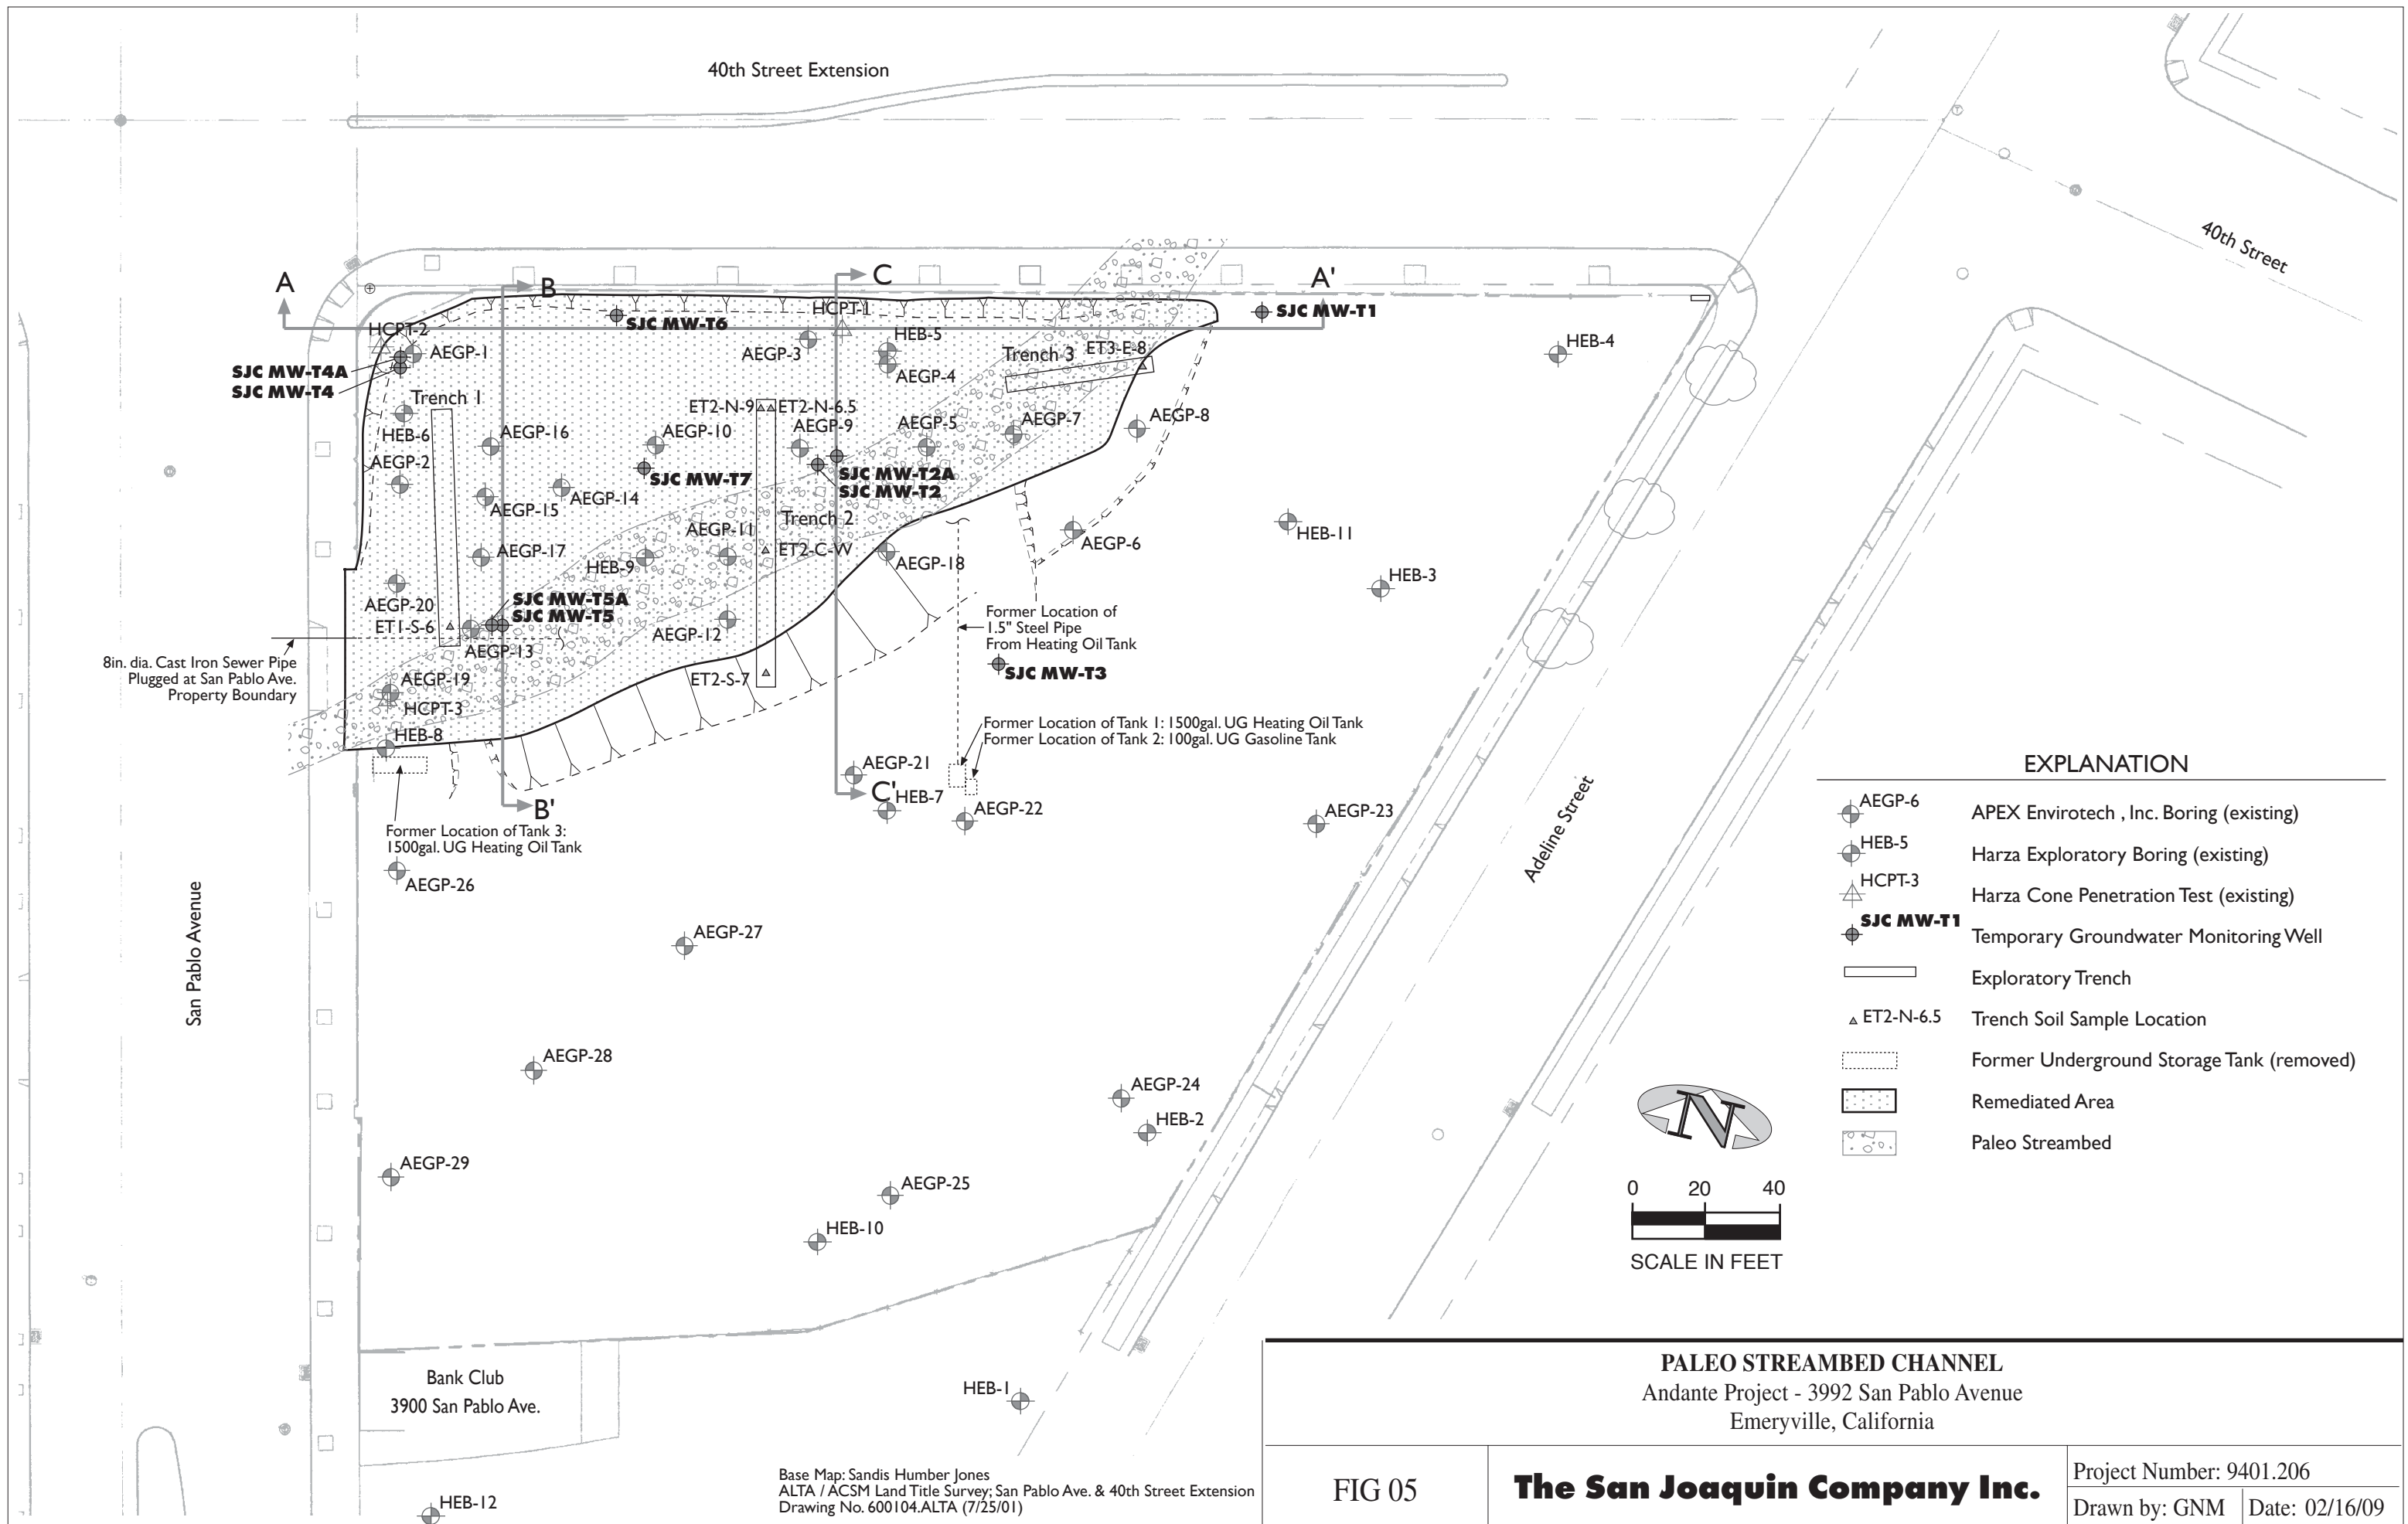 40th Street Extension
40th Street
A
B
C
A'
HCPT-1
SJC MW-T1
SJC MW-T6
HCPT-2
AEGP-1
AEGP-3
HEB-5
AEGP-4
Trench 3
ET3-E-8
HEB-4
SJC MW-T4A
SJC MW-T4
Trench 1
HEB-6
AEGP-16
AEGP-10
ET2-N-9
ET2-N-6.5
AEGP-9
AEGP-5
AEGP-7
AEGP-8
AEGP-2
SJC MW-T7
SJC MW-T2A
SJC MW-T2
AEGP-15
AEGP-14
AEGP-11
Trench 2
AEGP-17
HEB-9
ET2-C-W
AEGP-18
AEGP-6
HEB-11
HEB-3
AEGP-20
SJC MW-T5A
SJC MW-T5
ET1-S-6
AEGP-13
AEGP-12
Former Location of
1.5" Steel Pipe
From Heating Oil Tank
8in. dia. Cast Iron Sewer Pipe
Plugged at San Pablo Ave.
Property Boundary
AEGP-19
HCPT-3
ET2-S-7
SJC MW-T3
HEB-8
Former Location of Tank 1: 1500gal. UG Heating Oil Tank
Former Location of Tank 2: 100gal. UG Gasoline Tank
AEGP-21
C'
HEB-7
AEGP-22
AEGP-23
B'
Former Location of Tank 3:
1500gal. UG Heating Oil Tank
AEGP-26
San Pablo Avenue
Adeline Street
AEGP-27
AEGP-28
AEGP-24
HEB-2
AEGP-29
AEGP-25
HEB-10
Bank Club
3900 San Pablo Ave.
HEB-1
HEB-12
EXPLANATION
AEGP-6
APEX Envirotech , Inc. Boring (existing)
HEB-5
Harza Exploratory Boring (existing)
HCPT-3
Harza Cone Penetration Test (existing)
SJC MW-T1
Temporary Groundwater Monitoring Well
Exploratory Trench
ET2-N-6.5
Trench Soil Sample Location
Former Underground Storage Tank (removed)
Remediated Area
Paleo Streambed
N
0 20 40
SCALE IN FEET
Base Map: Sandis Humber Jones
ALTA / ACSM Land Title Survey; San Pablo Ave. & 40th Street Extension
Drawing No. 600104.ALTA (7/25/01)
PALEO STREAMBED CHANNEL
Andante Project - 3992 San Pablo Avenue
Emeryville, California
FIG 05
The San Joaquin Company Inc.
Project Number: 9401.206
Drawn by: GNM
Date: 02/16/09